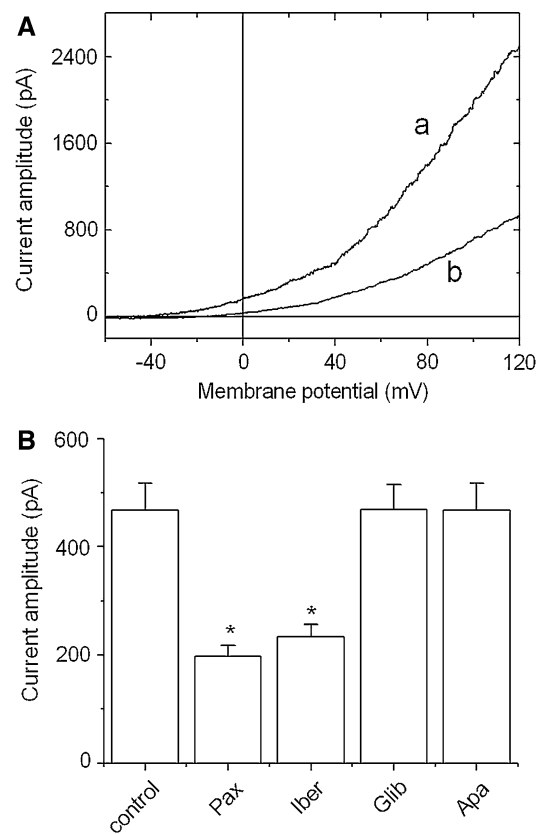 A
Current amplitude (pA)
2400
1600
800
0
a
b
-40 0 40 80 120
Membrane potential (mV)
B
Current amplitude (pA)
600
400
200
0
* *
control Pax Iber Glib Apa